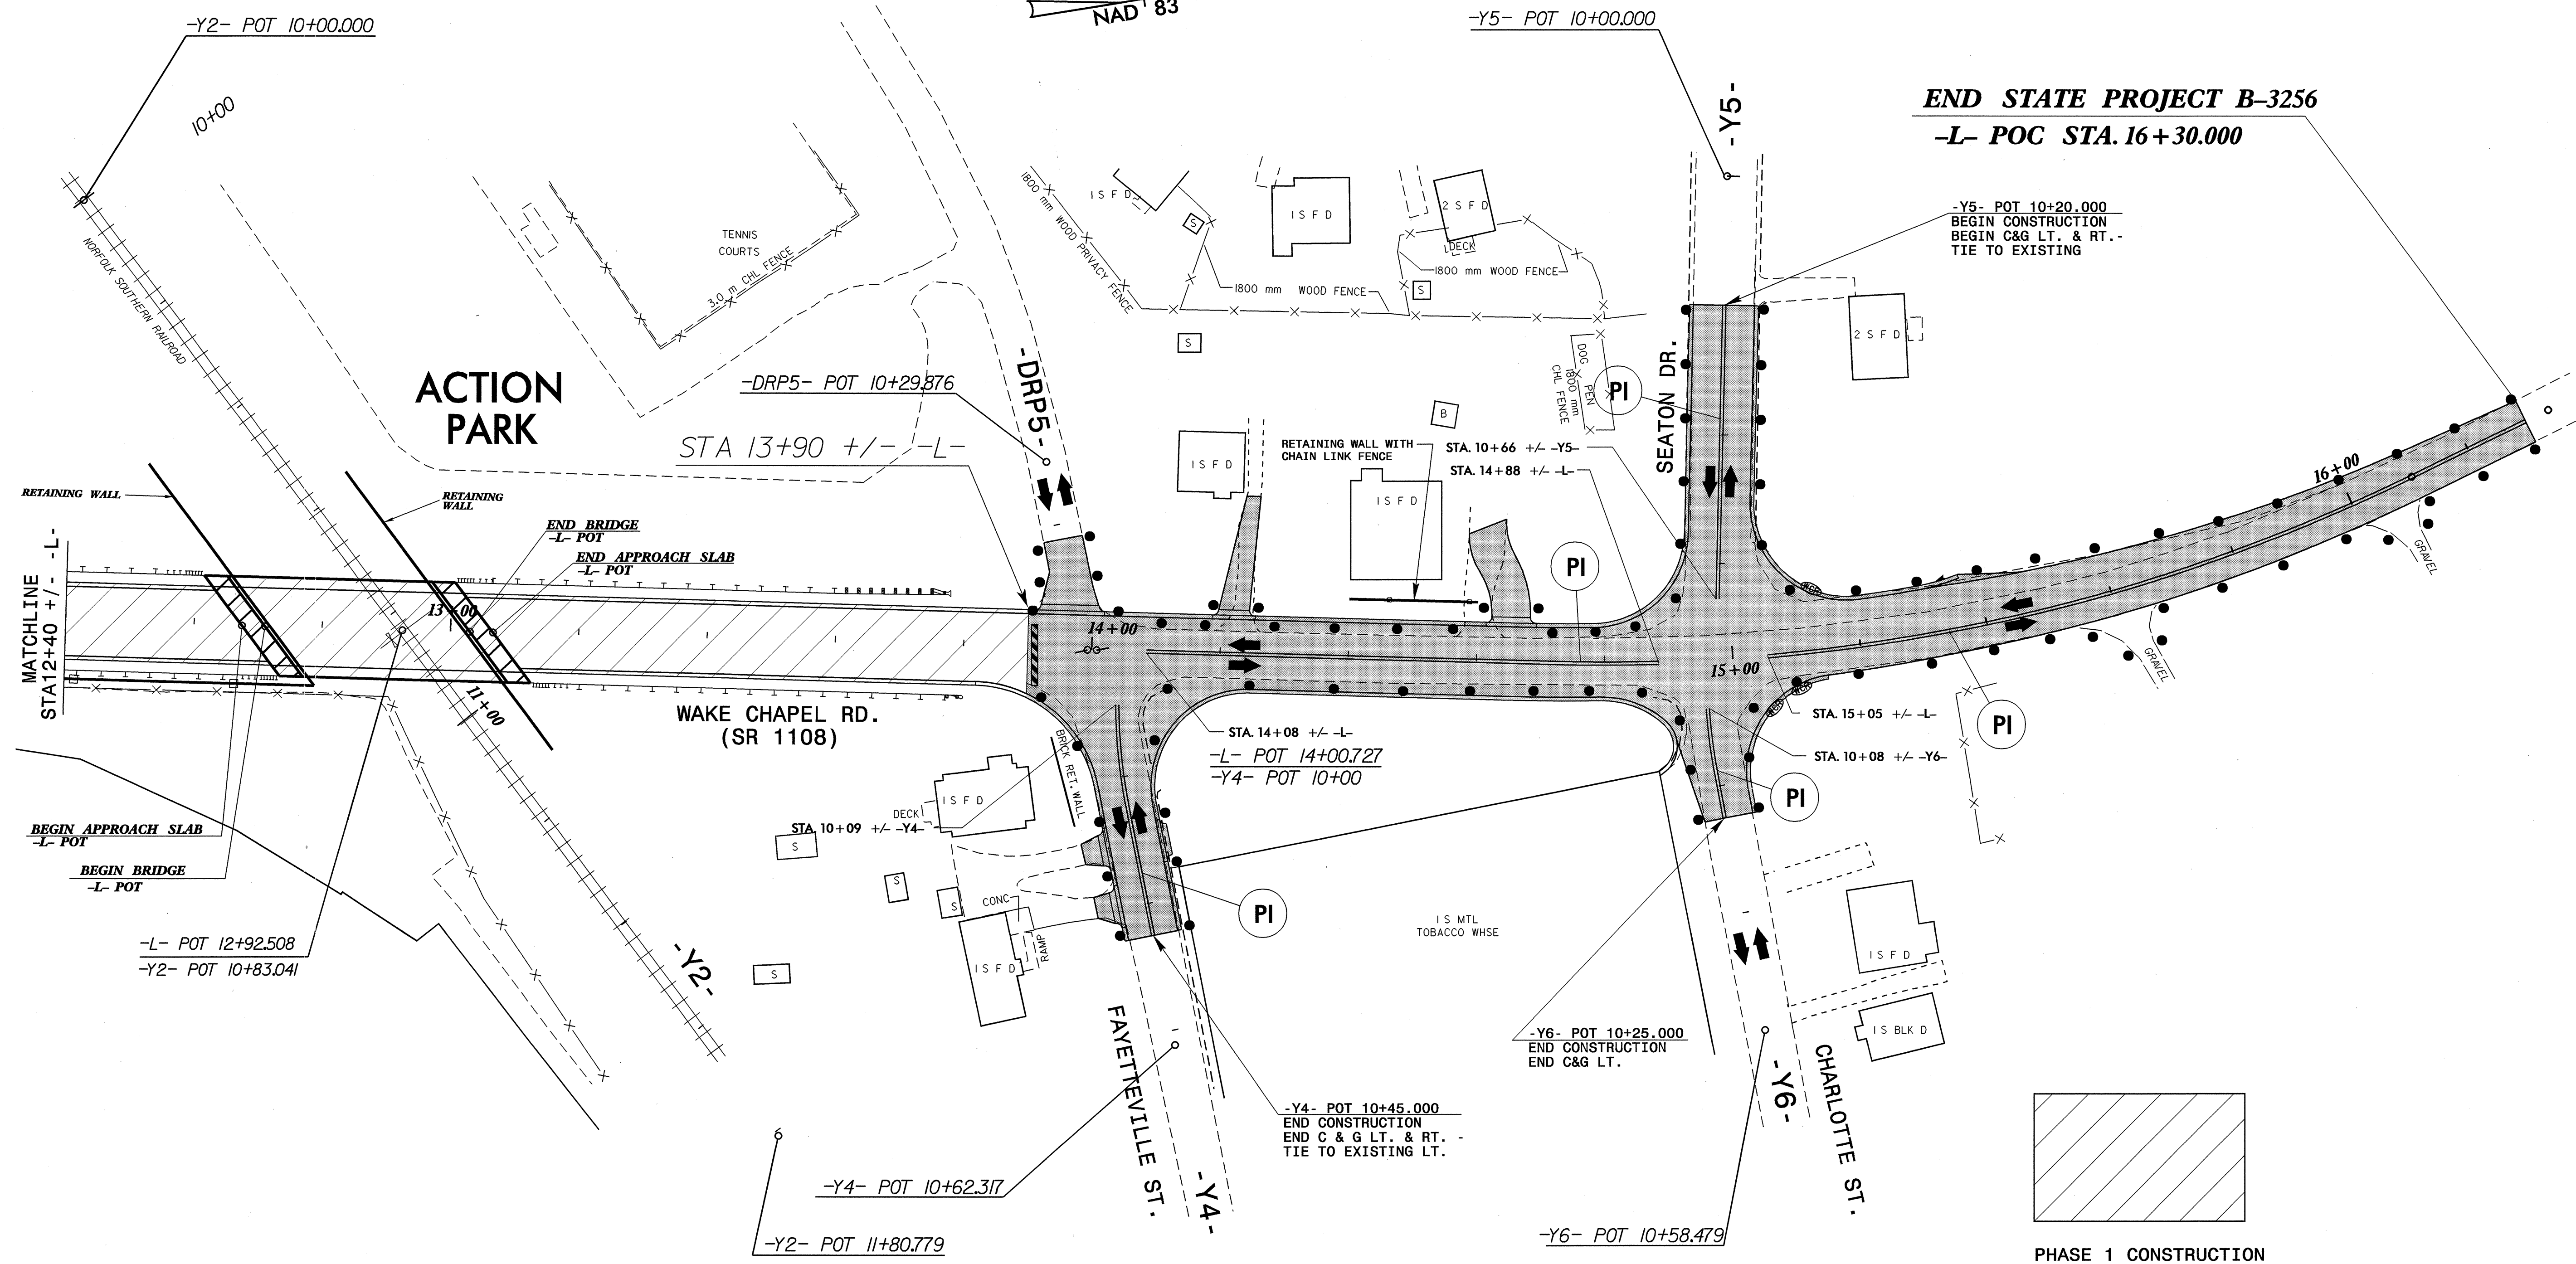 -Y2- POT 10+00.000
NAD 83
-Y5- POT 10+00.000
-Y5-
END STATE PROJECT B-3256
-L- POC STA. 16+30.000
10+00
NORFOLK SOUTHERN RAILROAD
TENNIS
COURTS
3.0 m CHL FENCE
1800 mm WOOD PRIVACY FENCE
1 S F D
S
1 S F D
2 S F D
DECK
1800 mm WOOD FENCE
1800 mm WOOD FENCE
S
S
-Y5- POT 10+20.000
BEGIN CONSTRUCTION
BEGIN C&G LT. & RT.-
TIE TO EXISTING
2 S F D
DOG PEN
1800 mm
CHL FENCE
PI
SEATON DR.
ACTION
PARK
-DRP5- POT 10+29.876
-DRP5-
STA 13+90 +/- -L-
B
RETAINING WALL WITH
CHAIN LINK FENCE
STA. 10+66 +/- -Y5-
STA. 14+88 +/- -L-
1 S F D
1 S F D
PI
16+00
GRAVEL
GRAVEL
RETAINING WALL
RETAINING
WALL
END BRIDGE
-L- POT
END APPROACH SLAB
-L- POT
MATCHLINE
STA12+40 +/- -L-
13+00
14+00
15+00
11+00
WAKE CHAPEL RD.
(SR 1108)
STA. 14+08 +/- -L-
-L- POT 14+00.727
-Y4- POT 10+00
STA. 15+05 +/- -L-
STA. 10+08 +/- -Y6-
PI
PI
BRICK RET. WALL
1 S F D
DECK
STA. 10+09 +/- -Y4-
S
S
S
CONC
RAMP
1 S F D
S
PI
1 S MTL
TOBACCO WHSE
BEGIN APPROACH SLAB
-L- POT
BEGIN BRIDGE
-L- POT
-L- POT 12+92.508
-Y2- POT 10+83.041
-Y2-
1 S F D
1 S BLK D
-Y6- POT 10+25.000
END CONSTRUCTION
END C&G LT.
FAYETTEVILLE ST.
-Y4-
-Y4- POT 10+45.000
END CONSTRUCTION
END C & G LT. & RT. -
TIE TO EXISTING LT.
-Y6-
CHARLOTTE ST.
-Y4- POT 10+62.317
-Y2- POT 11+80.779
-Y6- POT 10+58.479
PHASE 1 CONSTRUCTION